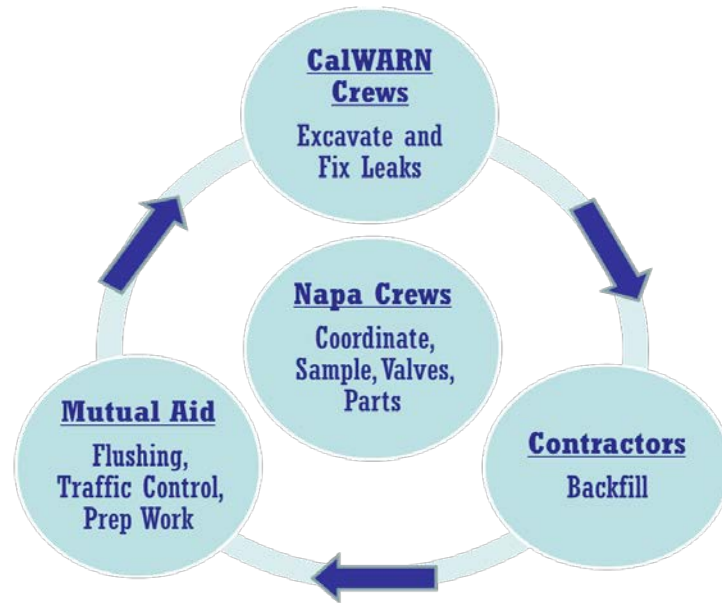 CalWARN
Crews
Excavate and
Fix Leaks
Napa Crews
Coordinate,
Sample, Valves,
Parts
Mutual Aid
Flushing,
Traffic Control,
Prep Work
Contractors
Backfill